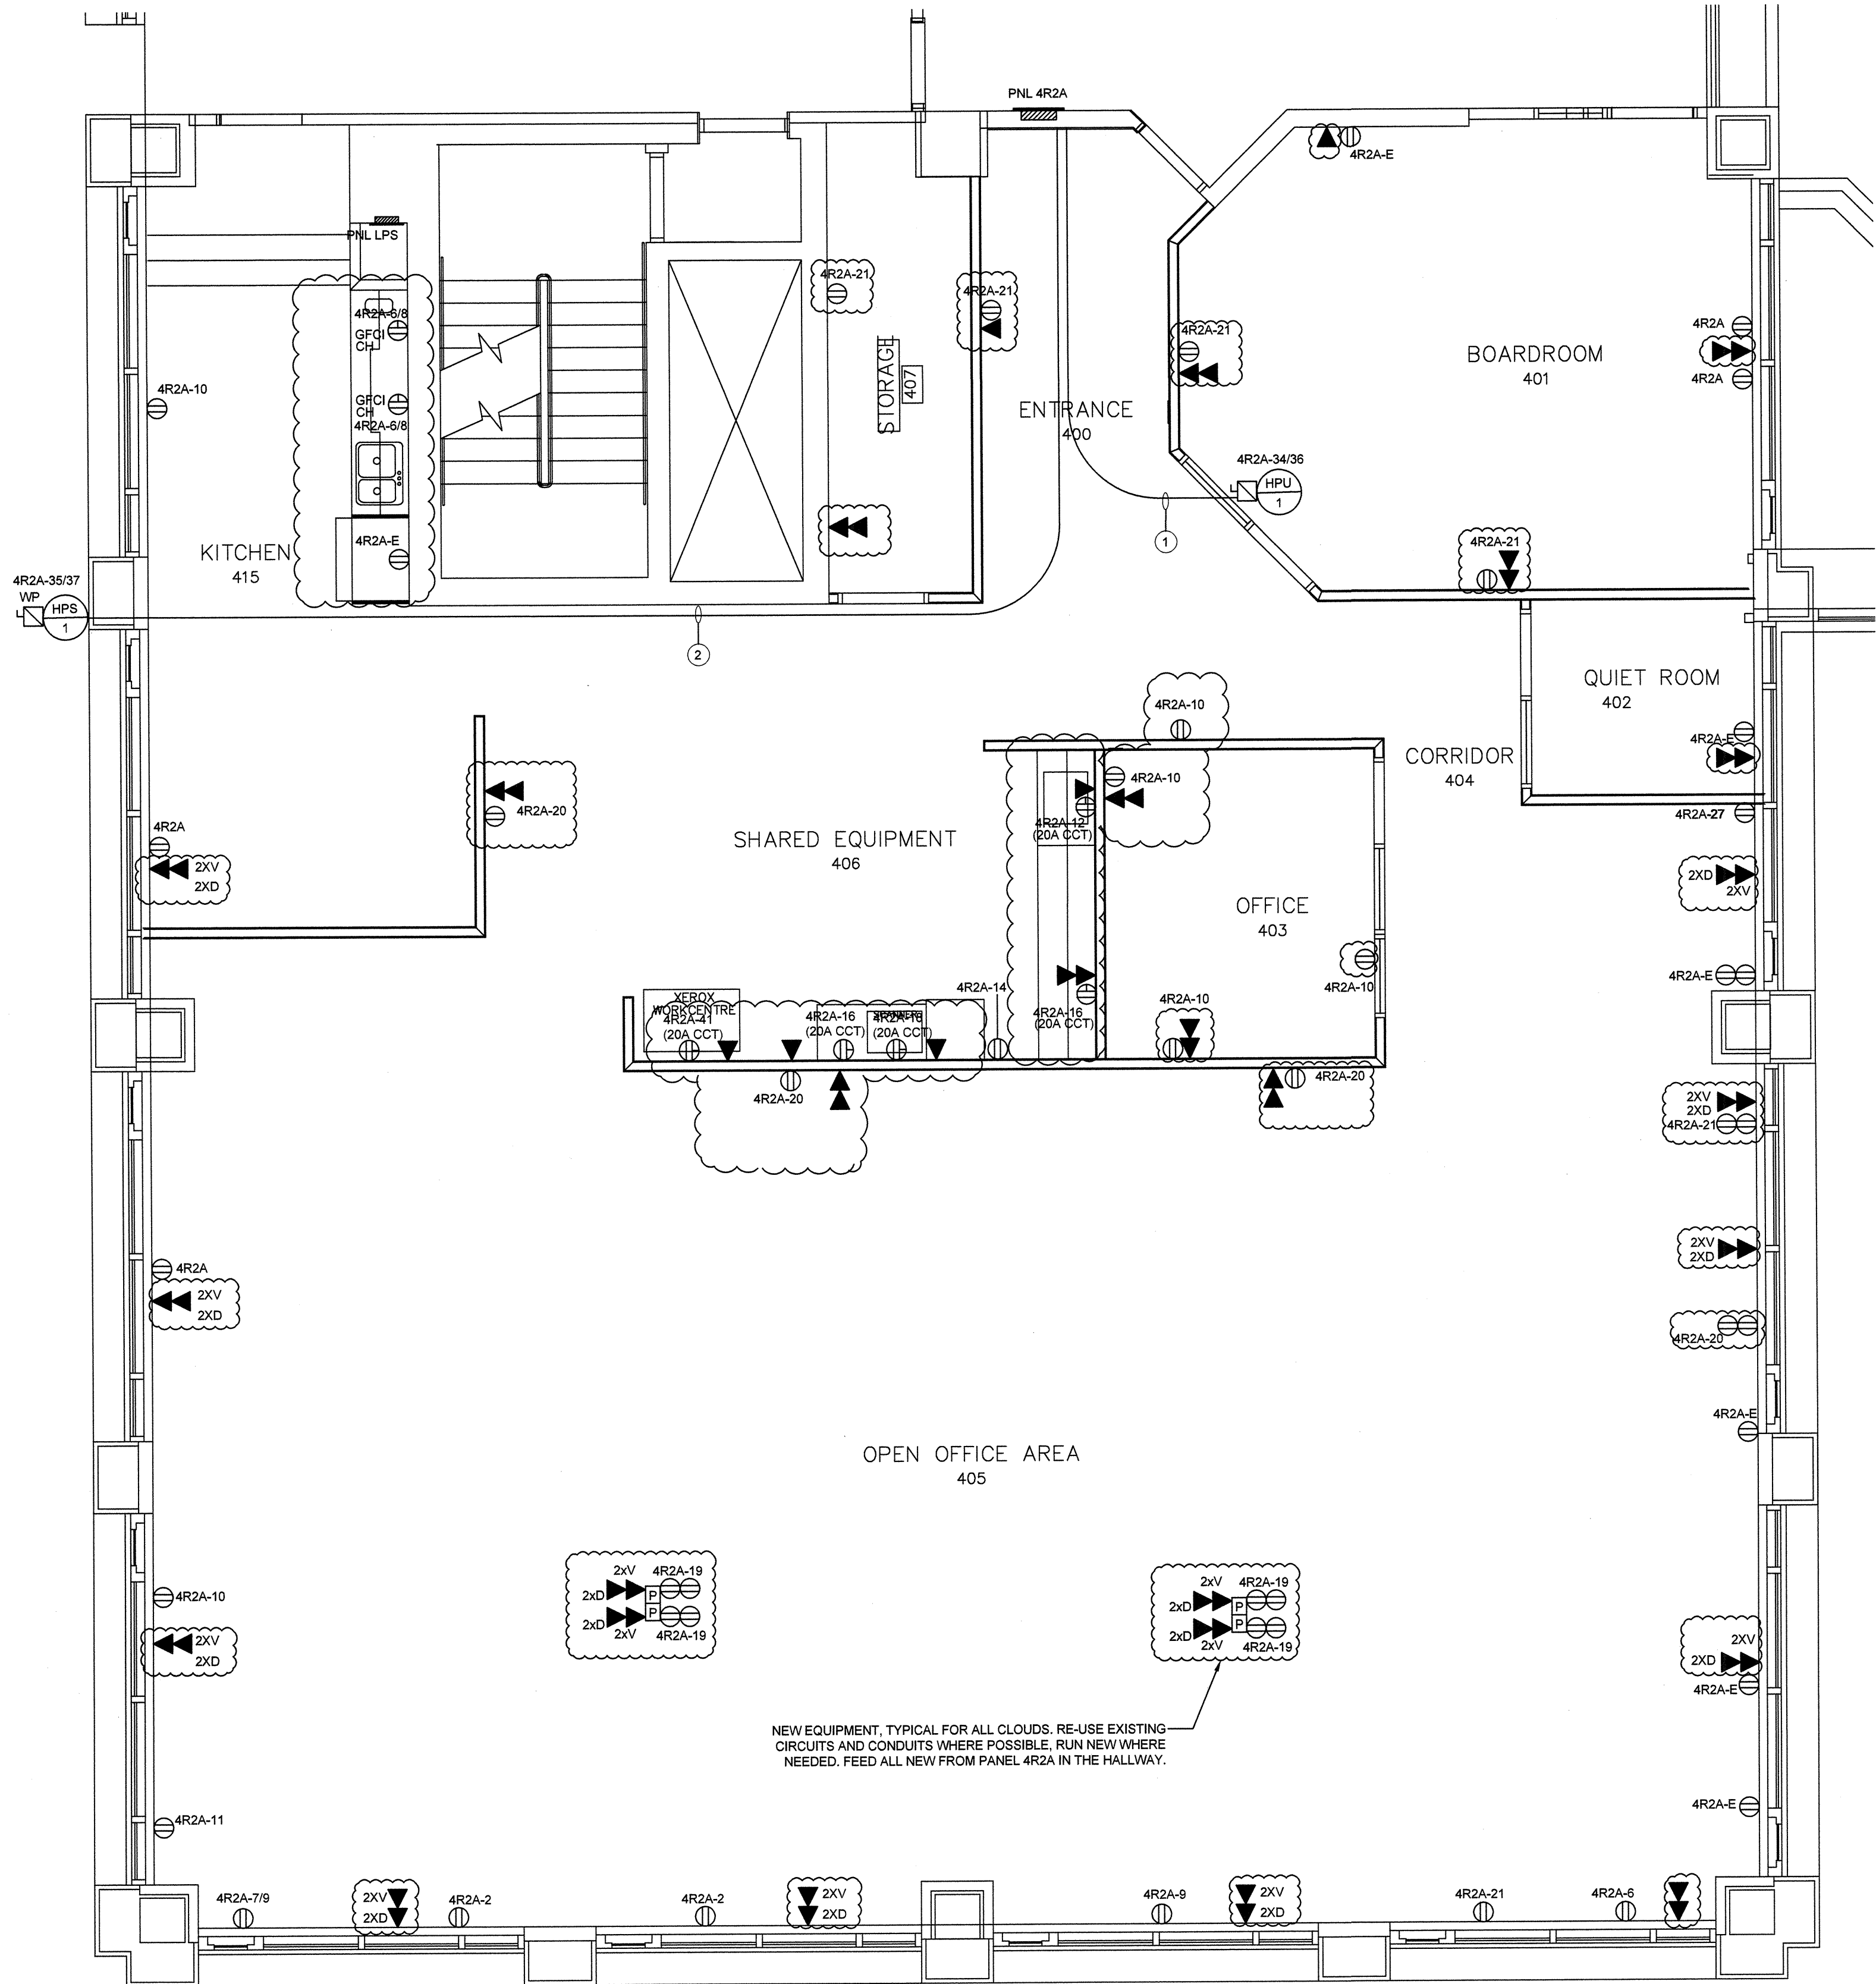 PNL 4R2A
4R2A-E
PNL LPS
4R2A-21
4R2A-21
4R2A-6/8
GFCI
CH
4R2A-21
4R2A
BOARDROOM
401
4R2A
STORAGE
407
4R2A-10
GFCI
CH
4R2A-6/8
ENTRANCE
400
4R2A-34/36
HPU
1
4R2A-E
1
4R2A-21
KITCHEN
415
4R2A-35/37
WP
HPS
1
2
QUIET ROOM
402
4R2A-10
4R2A-E
CORRIDOR
404
4R2A-10
4R2A-20
4R2A-27
4R2A
4R2A-12
(20A CCT)
SHARED EQUIPMENT
406
2XV
2XD
2XD
2XV
OFFICE
403
4R2A-E
4R2A-14
4R2A-10
XEROX
WORKCENTRE
4R2A-41
(20A CCT)
4R2A-16
(20A CCT)
(20A CCT)
4R2A-16
(20A CCT)
4R2A-10
4R2A-20
4R2A-20
2XV
2XD
4R2A-21
2XV
2XD
4R2A
2XV
2XD
4R2A-20
4R2A-E
OPEN OFFICE AREA
405
2xV
4R2A-19
2xD
P
P
2xD
2xV
4R2A-19
2xV
4R2A-19
2xD
P
P
2xD
2xV
4R2A-19
4R2A-10
2XV
2XD
2XV
2XD
4R2A-E
NEW EQUIPMENT, TYPICAL FOR ALL CLOUDS. RE-USE EXISTING
CIRCUITS AND CONDUITS WHERE POSSIBLE, RUN NEW WHERE
NEEDED. FEED ALL NEW FROM PANEL 4R2A IN THE HALLWAY.
4R2A-E
4R2A-11
4R2A-7/9
2XV
2XD
4R2A-2
4R2A-2
2XV
2XD
4R2A-9
2XV
2XD
4R2A-21
4R2A-6